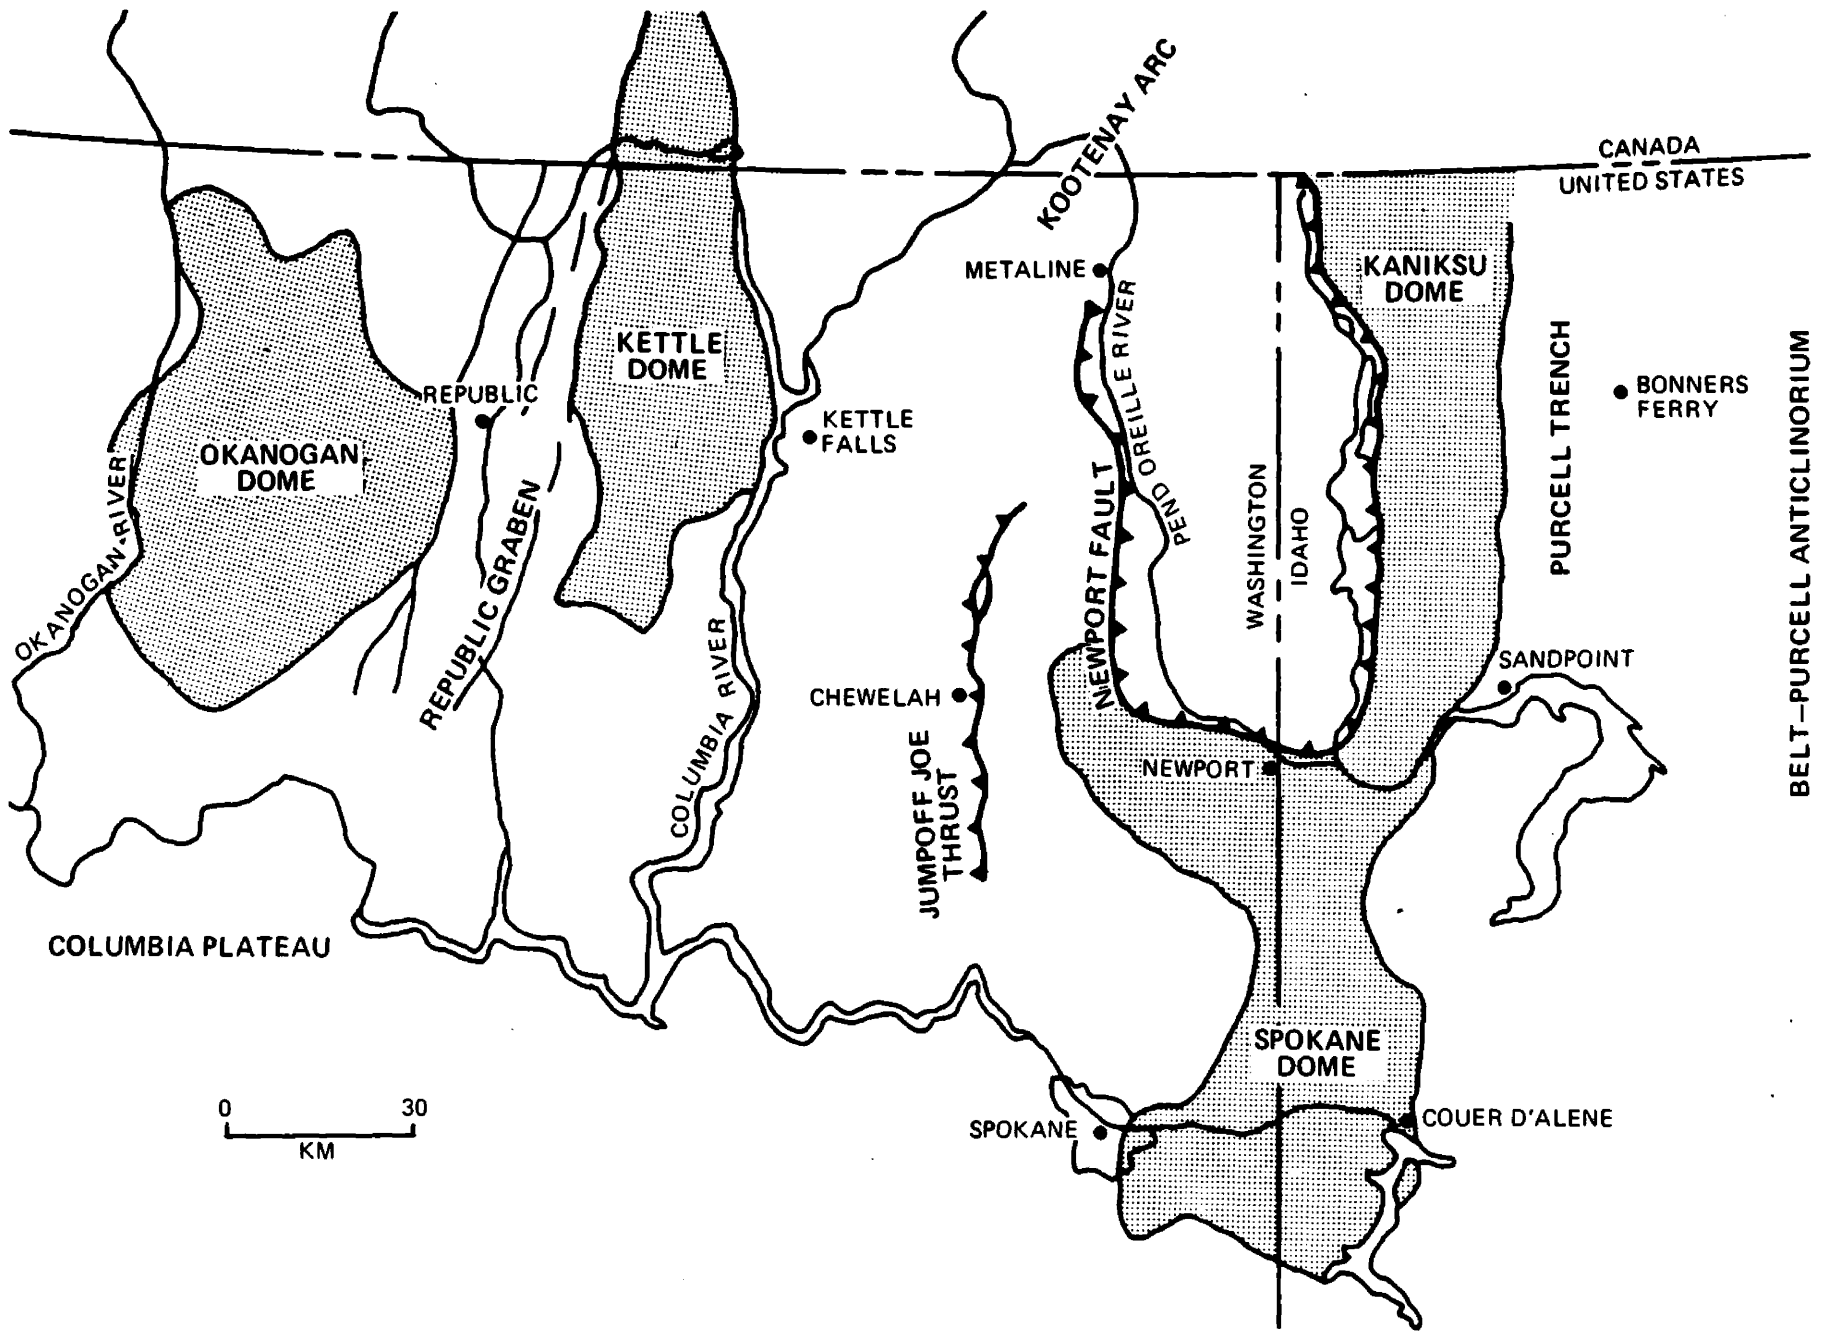 KOOTENAY ARC
CANADA
UNITED STATES
METALINE
KANIKSU
DOME
KETTLE
DOME
REPUBLIC
KETTLE
FALLS
PEND OREILLE RIVER
BONNERS
FERRY
PURCELL TRENCH
BELT–PURCELL ANTICLINORIUM
OKANOGAN
DOME
OKANOGAN RIVER
REPUBLIC GRABEN
NEWPORT FAULT
WASHINGTON
IDAHO
SANDPOINT
CHEWELAH
COLUMBIA RIVER
JUMPOFF JOE
THRUST
NEWPORT
COLUMBIA PLATEAU
SPOKANE
DOME
0 30
KM
SPOKANE
COUER D'ALENE